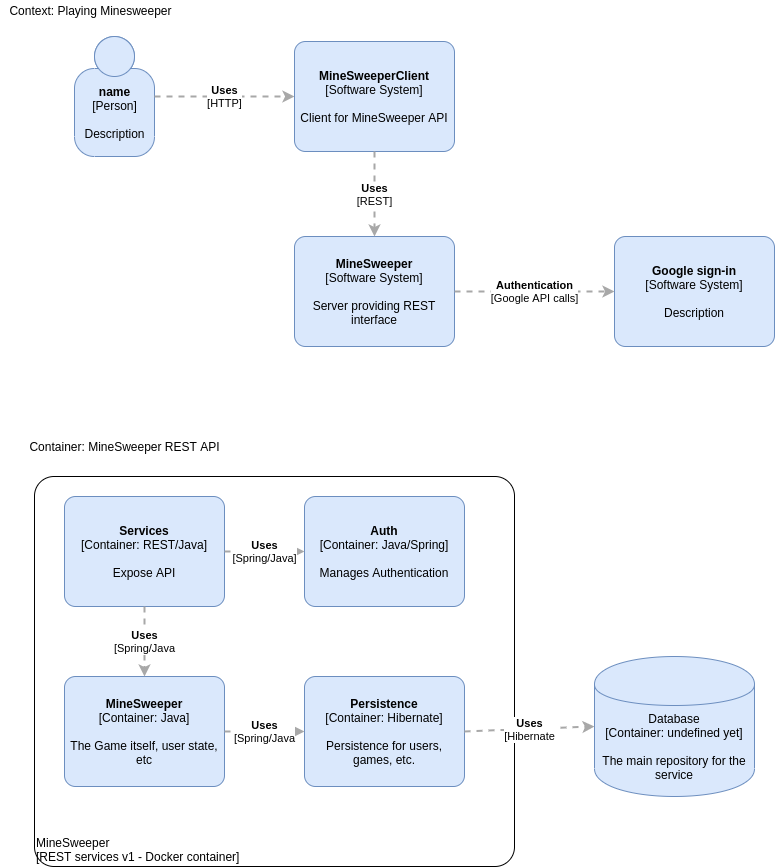 Context: Playing Minesweeper
name
[Person]
Description
Uses
[HTTP]
MineSweeperClient
[Software System]
Client for MineSweeper API
Uses
[REST]
MineSweeper
[Software System]
Server providing REST
interface
Authentication
[Google API calls]
Google sign-in
[Software System]
Description
Container: MineSweeper REST API
Services
[Container: REST/Java]
Expose API
Uses
[Spring/Java]
Auth
[Container: Java/Spring]
Manages Authentication
Uses
[Spring/Java
MineSweeper
[Container: Java]
The Game itself, user state,
etc
Uses
[Spring/Java
Persistence
[Container: Hibernate]
Persistence for users,
games, etc.
Uses
[Hibernate
Database
[Container: undefined yet]
The main repository for the
service
MineSweeper
[REST services v1 - Docker container]